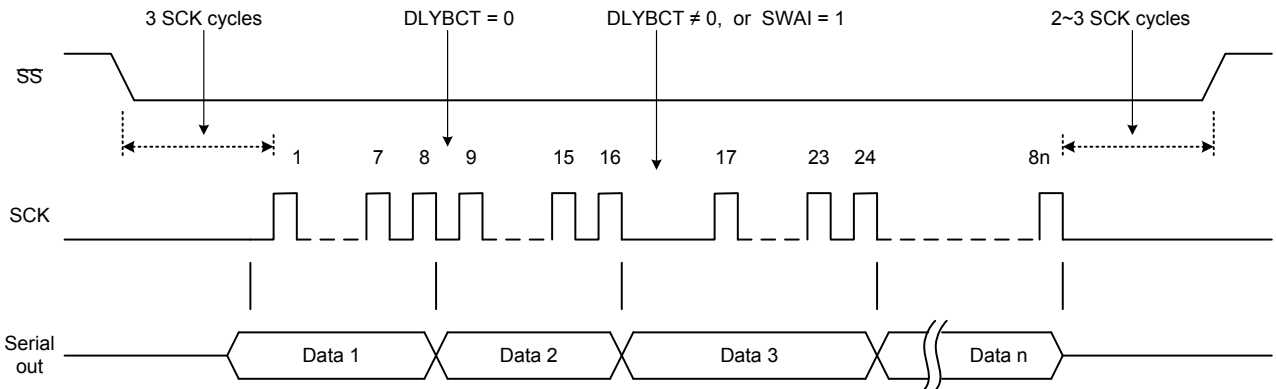 3 SCK cycles DLYBCT = 0 DLYBCT ≠ 0, or SWAI = 1 2~3 SCK cycles
SS
1 7 8 9 15 16 17 23 24 8n
SCK
Serial
out
Data 1 Data 2 Data 3 Data n